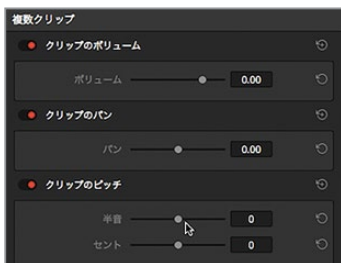 複数クリップ
クリップのボリューム
ボリューム 0.00
クリップのパン
パン 0.00
クリップのピッチ
半音 0
セント 0